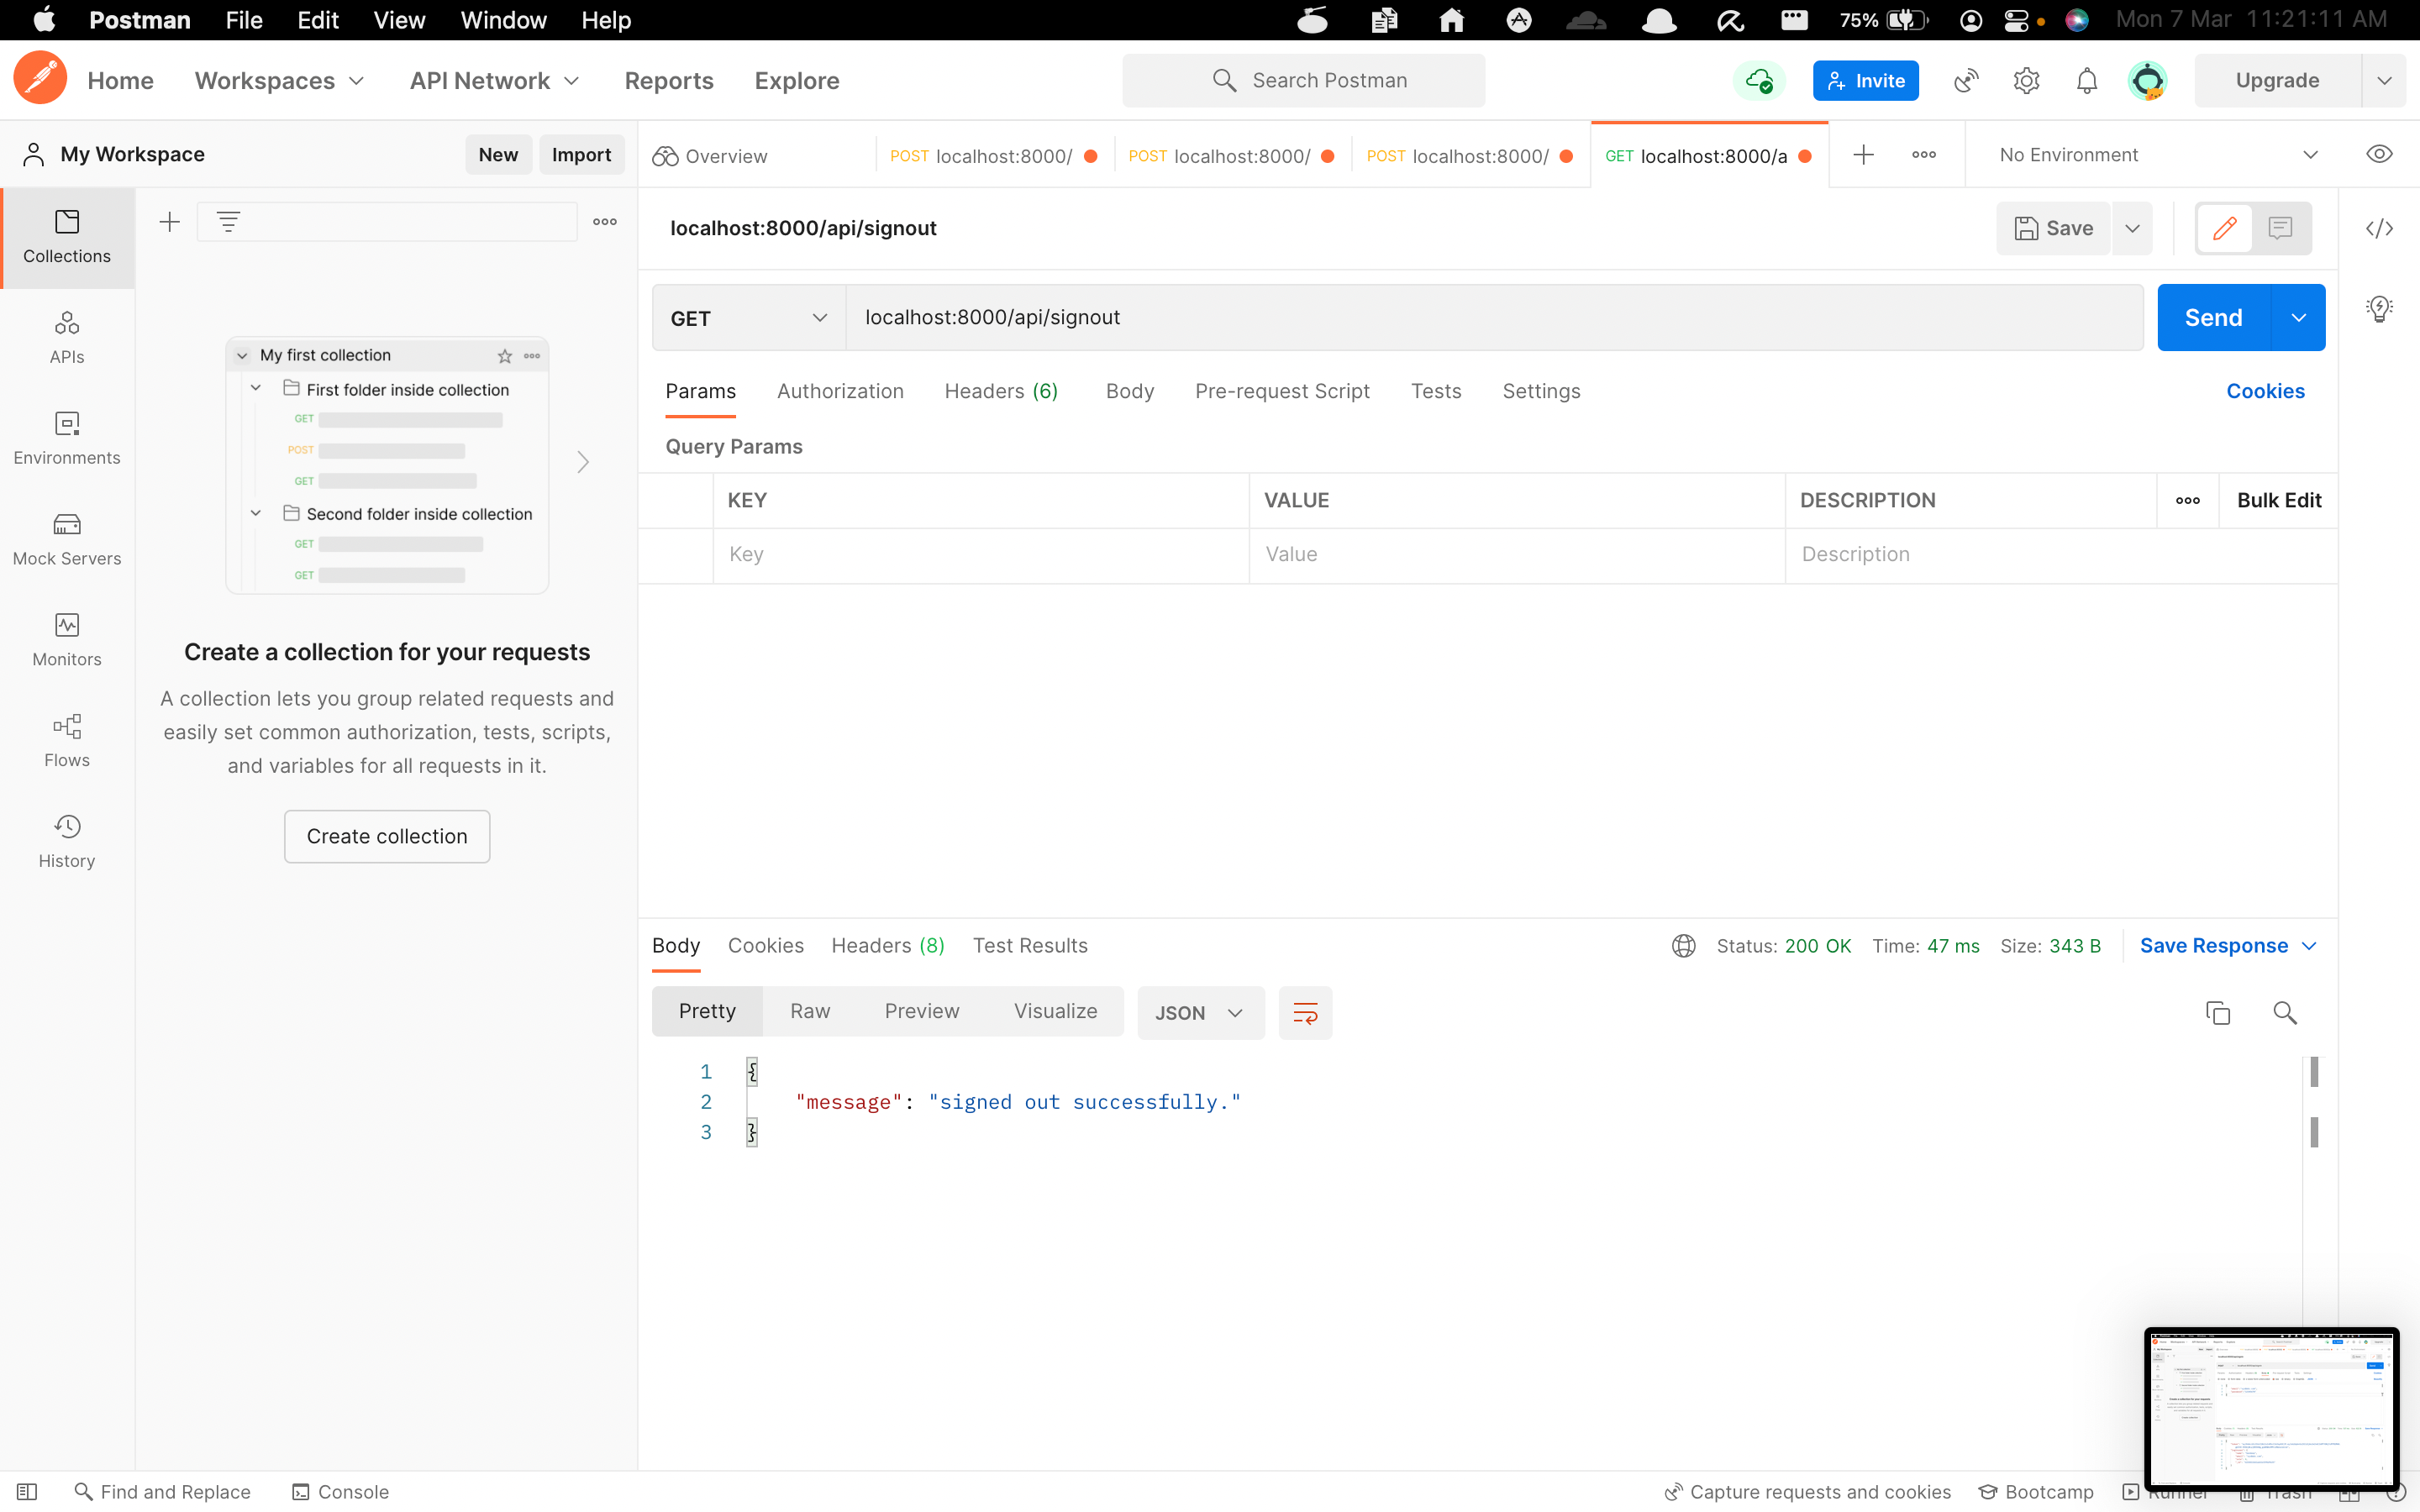 Postman File Edit View Window Help 75% Mon 7 Mar 11:21:11 AM
Home Workspaces API Network Reports Explore Search Postman Invite Upgrade
My Workspace New Import Overview POST localhost:8000/ POST localhost:8000/ POST localhost:8000/ GET localhost:8000/a No Environment
Collections
APIs
Environments
Mock Servers
Monitors
Flows
History
My first collection
First folder inside collection
GET
POST
GET
Second folder inside collection
GET
GET
Create a collection for your requests
A collection lets you group related requests and
easily set common authorization, tests, scripts,
and variables for all requests in it.
Create collection
localhost:8000/api/signout Save
GET localhost:8000/api/signout Send
Params Authorization Headers (6) Body Pre-request Script Tests Settings Cookies
Query Params
KEY VALUE DESCRIPTION Bulk Edit
Key Value Description
Body Cookies Headers (8) Test Results Status: 200 OK Time: 47 ms Size: 343 B Save Response
Pretty Raw Preview Visualize JSON
1 {
2 "message": "signed out successfully."
3 }
Find and Replace Console Capture requests and cookies Bootcamp Runner Trash